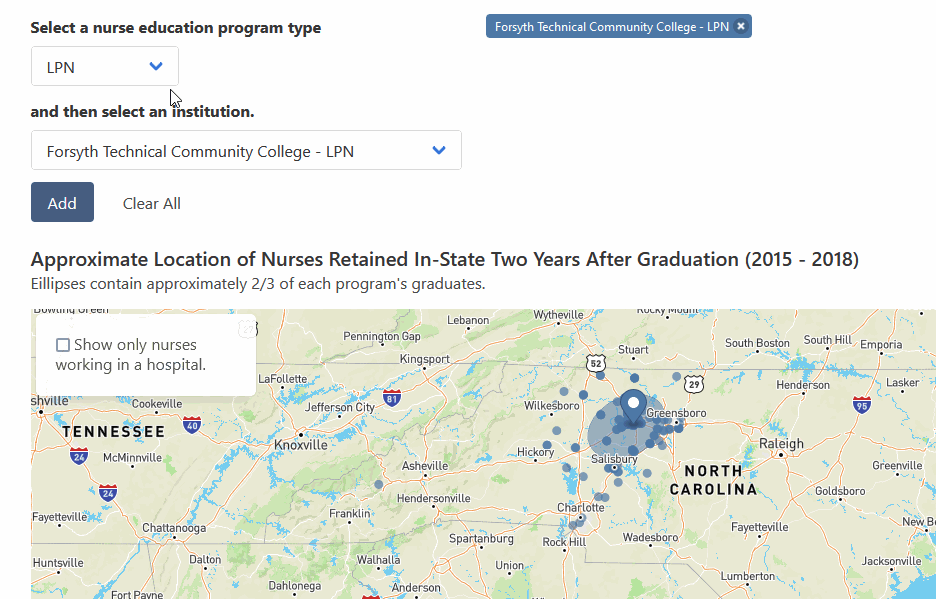 Select a nurse education program type
Forsyth Technical Community College - LPN
LPN
and then select an institution.
Forsyth Technical Community College - LPN
Add
Clear All
Approximate Location of Nurses Retained In-State Two Years After Graduation (2015 - 2018)
Eillipses contain approximately 2/3 of each program's graduates.
Bowling Green
Show only nurses
working in a hospital.
27
Lebanon
Wytheville
Rocky Mount
Pennington Gap
Kingsport
Stuart
South Boston
South Hill
Emporia
52
LaFollette
29
Henderson
Lasker
81
95
shville
Cookeville
Jefferson City
Wilkesboro
Greensboro
40
TENNESSEE
Knoxville
Raleigh
24
McMinnville
Hickory
Salisbury
Asheville
NORTH
CAROLINA
Greenville
24
Hendersonville
Goldsboro
Franklin
Charlotte
Fayetteville
Chattanooga
Fayetteville
New B
Spartanburg
Rock Hill
Wadesboro
Huntsville
Dalton
Walhalla
Union
Jacksonville
Lumberton
Dahlonega
Anderson
Fort Payne